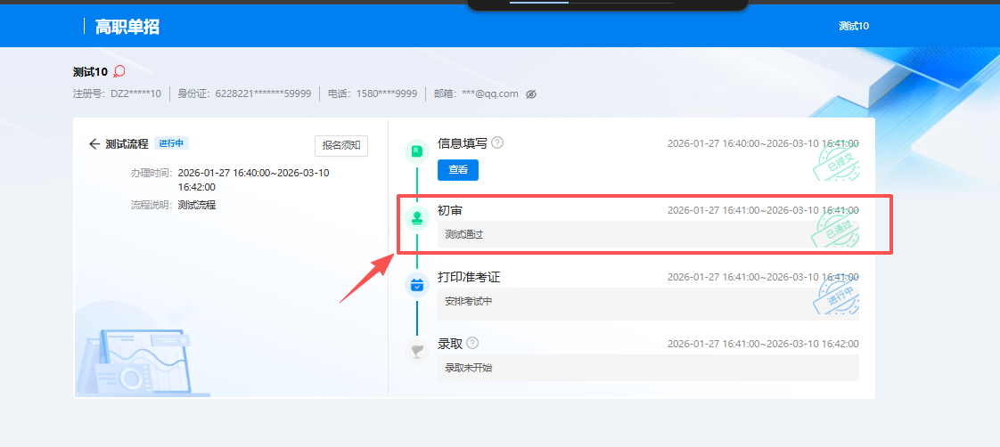 高职单招
测试10
测试10
注册号: DZ2*****10 身份证: 6228221*******59999 电话: 1580****9999 邮箱: ***@qq.com
测试流程 进行中 报名须知
办理时间: 2026-01-27 16:40:00~2026-03-10
16:42:00
流程说明: 测试流程
信息填写 2026-01-27 16:40:00~2026-03-10 16:41:00
已提交
查看
初审 2026-01-27 16:41:00~2026-03-10 16:41:00
测试通过
已通过
打印准考证 2026-01-27 16:41:00~2026-03-10 16:41:00
安排考试中
进行中
录取 2026-01-27 16:41:00~2026-03-10 16:42:00
录取未开始